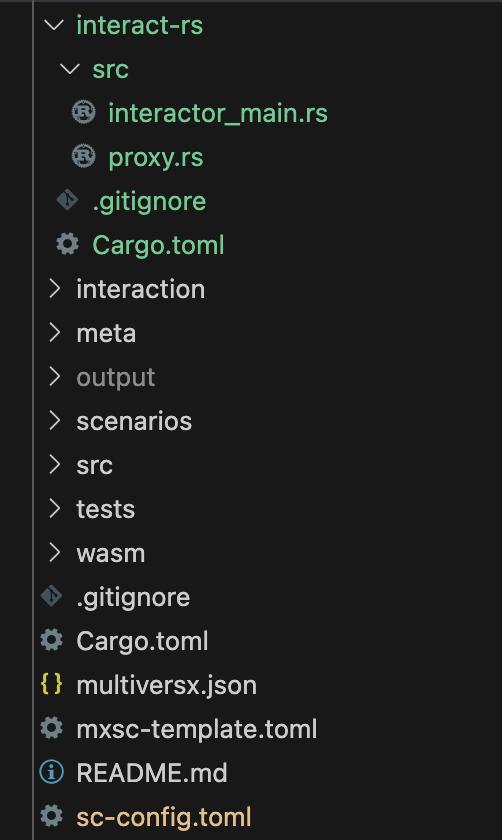 interact-rs
src
interactor_main.rs
proxy.rs
.gitignore
Cargo.toml
interaction
meta
output
scenarios
src
tests
wasm
.gitignore
Cargo.toml
{} multiversx.json
mxsc-template.toml
README.md
sc-config.toml